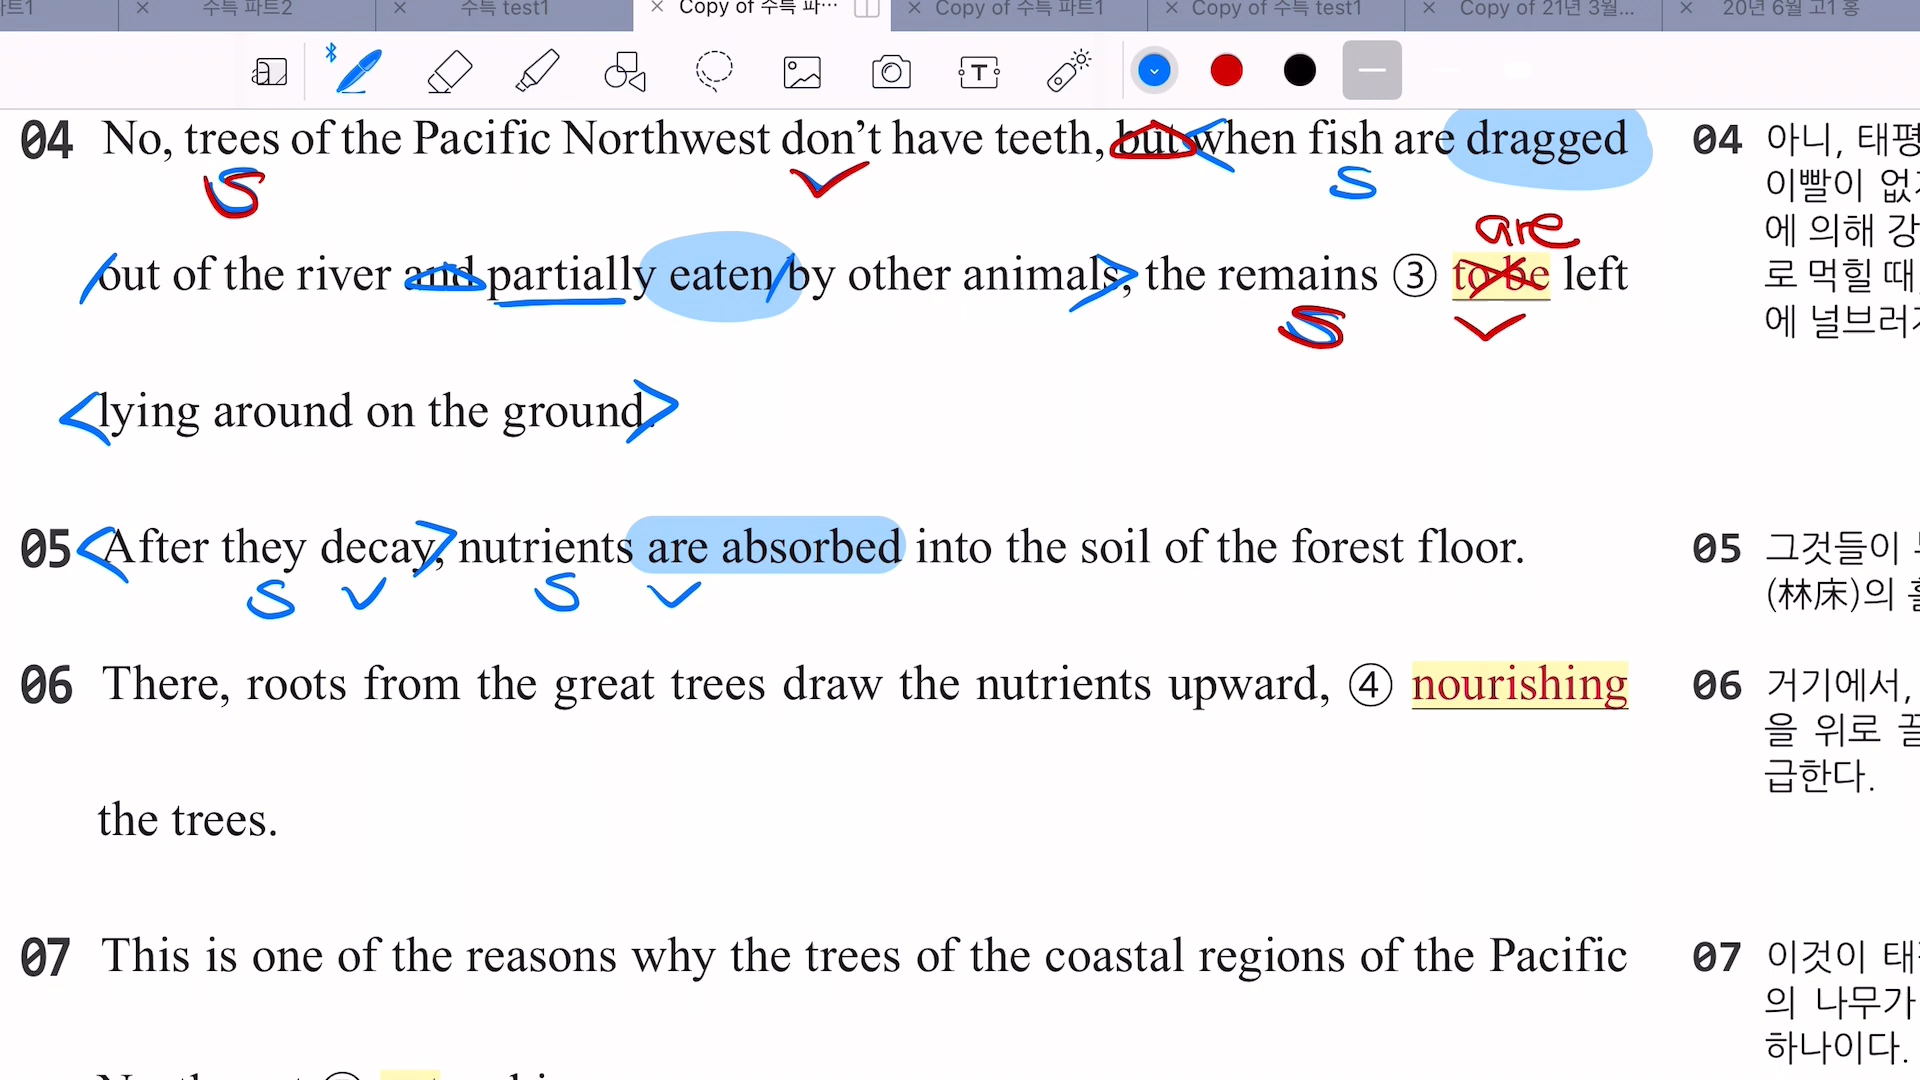 수특 파트2
수특 test1
Copy of 수특 파…
Copy of 수특 파트1
Copy of 수특 test1
Copy of 21년 3월...
20년 6월 고1 홍
04 No, trees of the Pacific Northwest don't have teeth, but when fish are dragged
S S
are
out of the river and partially eaten by other animals, the remains ③ to be left
S
lying around on the ground.
05 After they decay, nutrients are absorbed into the soil of the forest floor.
S V S V
06 There, roots from the great trees draw the nutrients upward, ④ nourishing
the trees.
07 This is one of the reasons why the trees of the coastal regions of the Pacific
04 아니, 태평
이빨이 없
에 의해 강
로 먹힐 때,
에 널브러
05 그것들이
(林床)의
06 거기에서,
을 위로 끌
급한다.
07 이것이 태
의 나무가
하나이다.